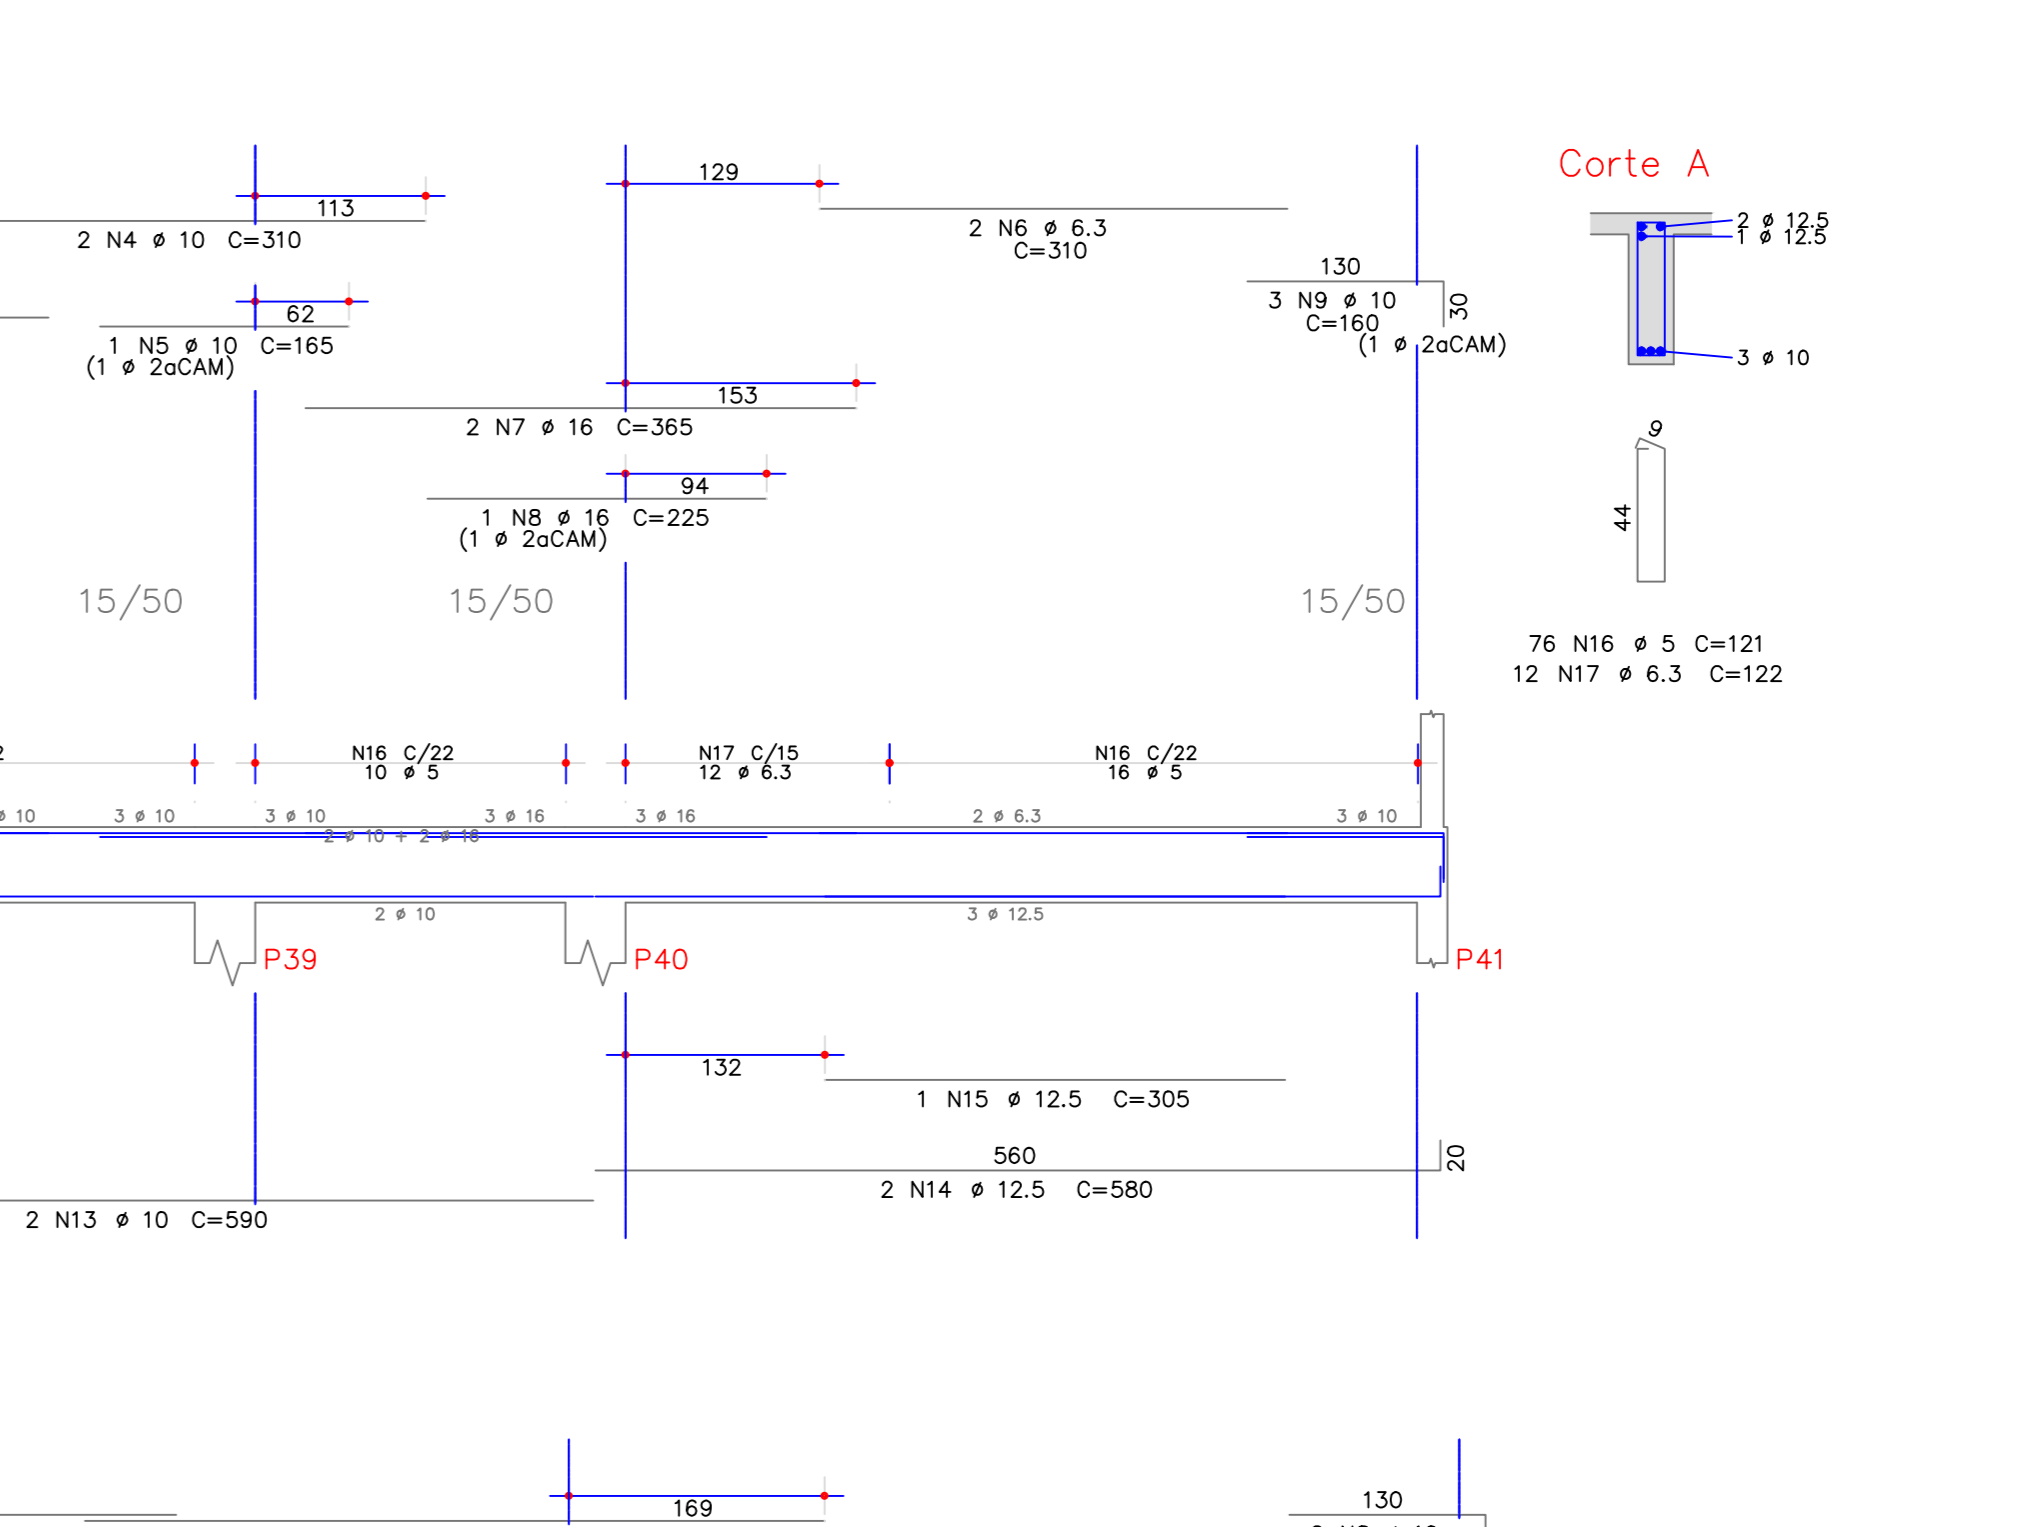 129
113
2 N4 ø 10 C=310
2 N6 ø 6.3
C=310
Corte A
2 ø 12.5
1 ø 12.5
3 ø 10
130
30
3 N9 ø 10
C=160
(1 ø 2aCAM)
62
1 N5 ø 10 C=165
(1 ø 2aCAM)
153
2 N7 ø 16 C=365
94
1 N8 ø 16 C=225
(1 ø 2aCAM)
9
44
15/50
15/50
15/50
76 N16 ø 5 C=121
12 N17 ø 6.3 C=122
2
N16 C/22
10 ø 5
N17 C/15
12 ø 6.3
N16 C/22
16 ø 5
ø 10
3 ø 10
3 ø 10
3 ø 16
3 ø 16
2 ø 6.3
3 ø 10
2 ø 10 + 2 ø 16
2 ø 10
3 ø 12.5
P39
P40
P41
132
1 N15 ø 12.5 C=305
560
20
2 N14 ø 12.5 C=580
2 N13 ø 10 C=590
169
130